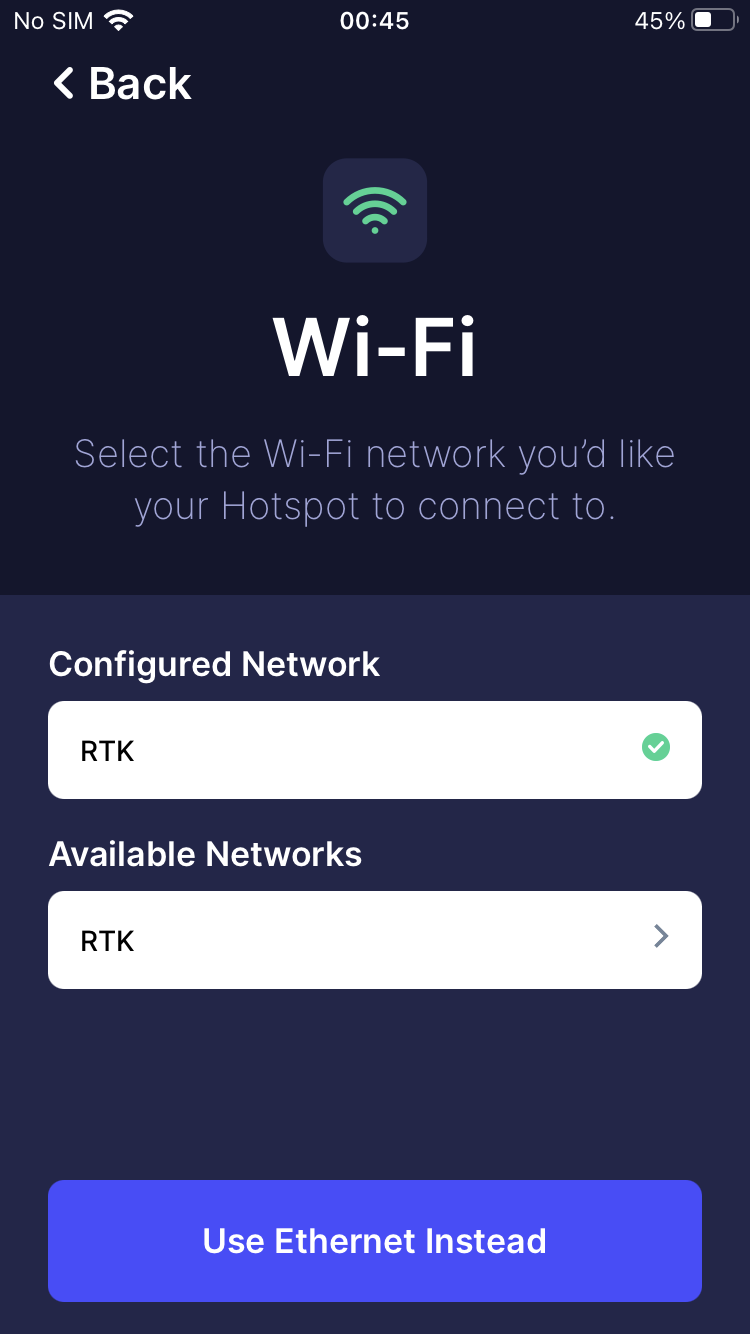 No SIM 00:45 45%
Back
Wi-Fi
Select the Wi-Fi network you’d like
your Hotspot to connect to.
Configured Network
RTK
Available Networks
RTK
Use Ethernet Instead